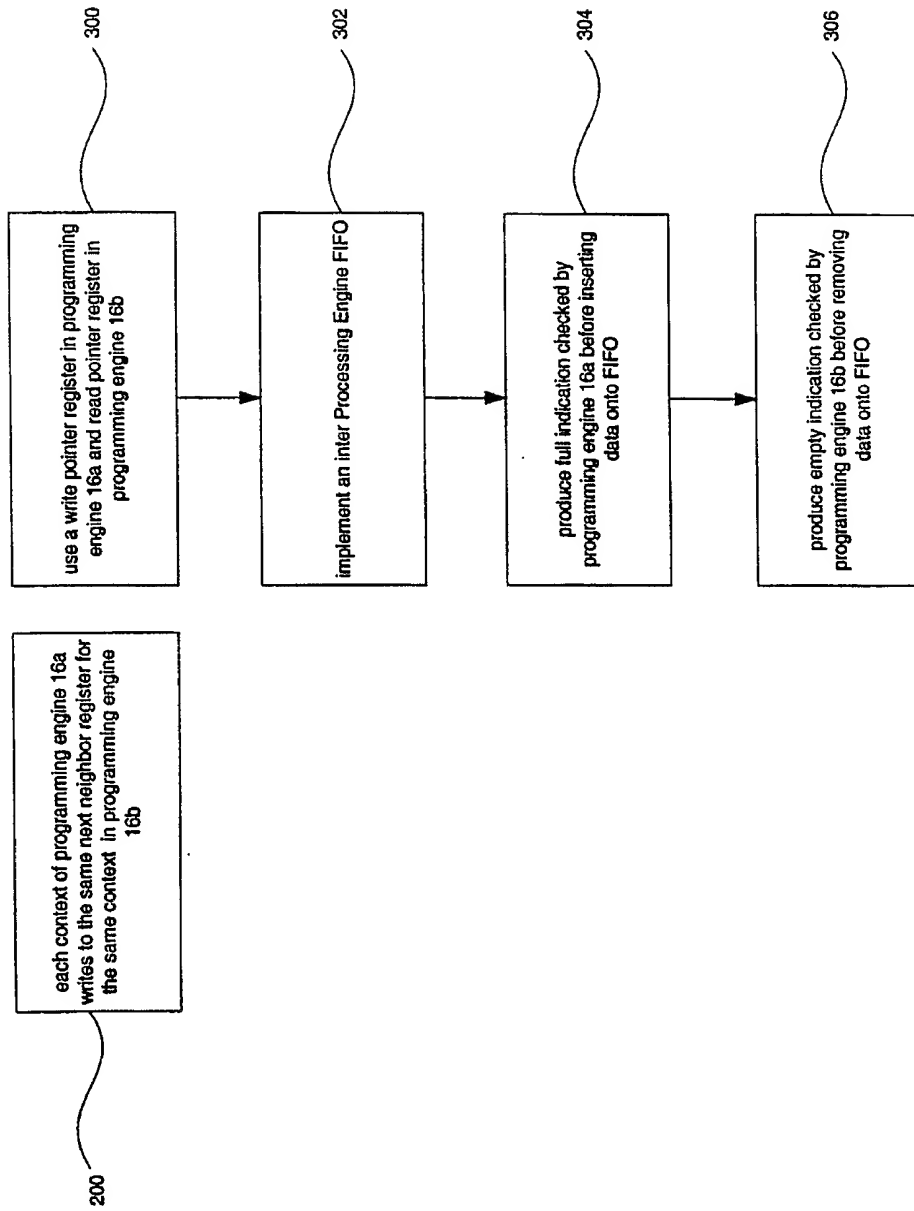 200
each context of programming engine 16a
writes to the same next neighbor register for
the same context in programming engine
16b
300
use a write pointer register in programming
engine 16a and read pointer register in
programming engine 16b
302
implement an inter Processing Engine FIFO
304
produce full indication checked by
programming engine 16a before inserting
data onto FIFO
306
produce empty indication checked by
programming engine 16b before removing
data onto FIFO